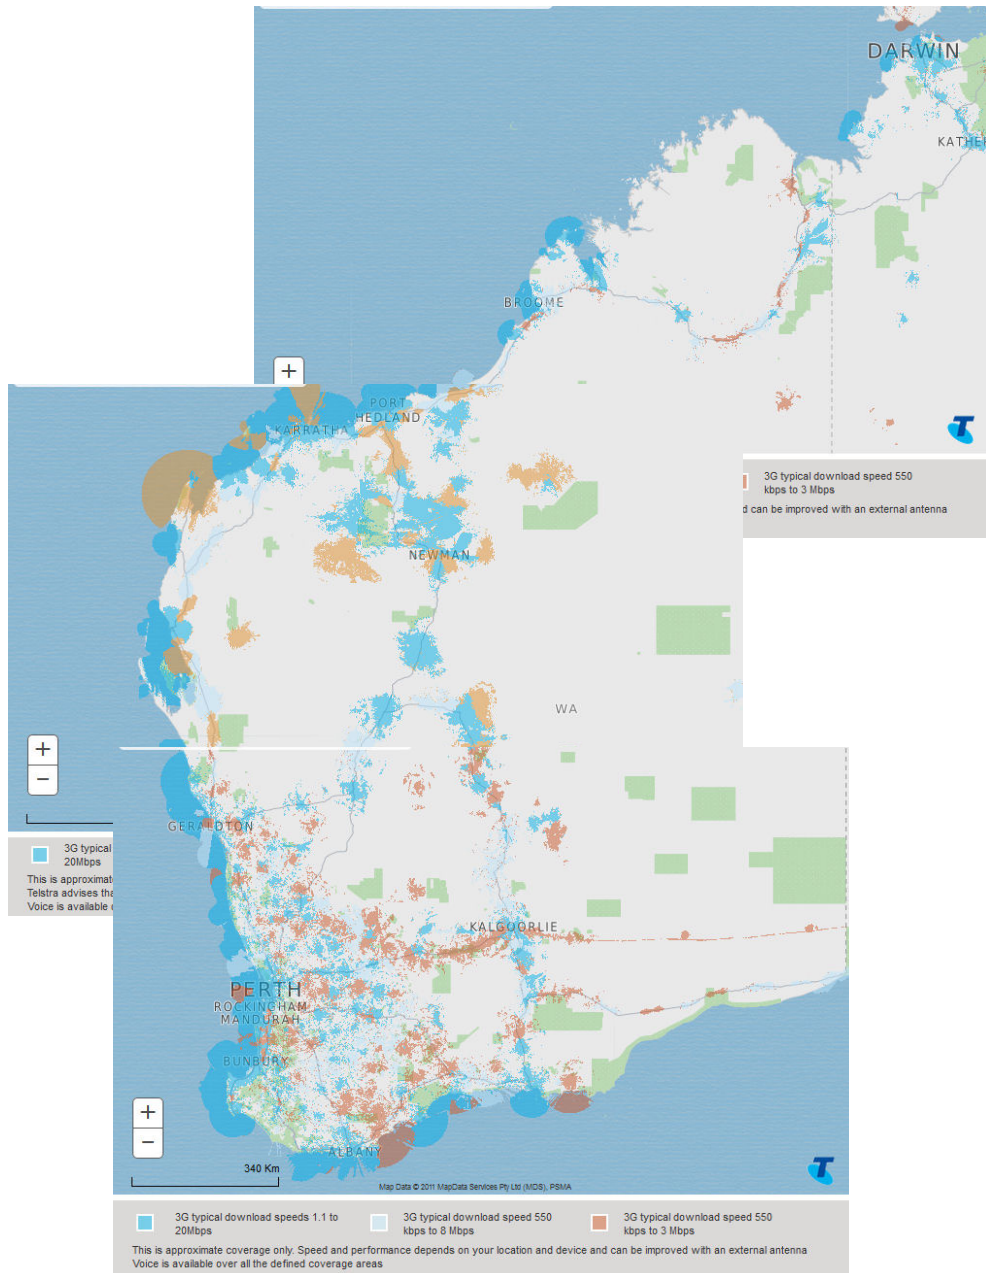 DARWIN
KATHER
BROOME
+
PORT
HEDLAND
KARRATHA
T
3G typical download speed 550
kbps to 3 Mbps
d can be improved with an external antenna
NEWMAN
WA
+
−
GERALDTON
3G typical
20Mbps
This is approximat
Telstra advises tha
Voice is available
KALGOORLIE
PERTH
ROCKINGHAM
MANDURAH
BUNBURY
+
−
ALBANY
340 Km
T
Map Data © 2011 MapData Services Pty Ltd (MDS), PSMA
3G typical download speeds 1.1 to
20Mbps
3G typical download speed 550
kbps to 8 Mbps
3G typical download speed 550
kbps to 3 Mbps
This is approximate coverage only. Speed and performance depends on your location and device and can be improved with an external antenna
Voice is available over all the defined coverage areas